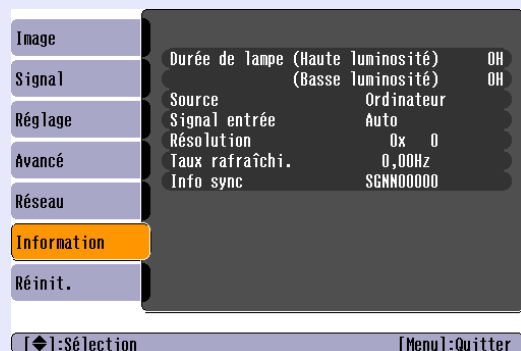 Image
Signal
Réglage
Avancé
Réseau
Information
Réinit.
Durée de lampe (Haute luminosité) 0H
(Basse luminosité) 0H
Source Ordinateur
Signal entrée Auto
Résolution 0x 0
Taux rafraîchi. 0,00Hz
Info sync SGNN00000
[◆]:Sélection [Menu]:Quitter